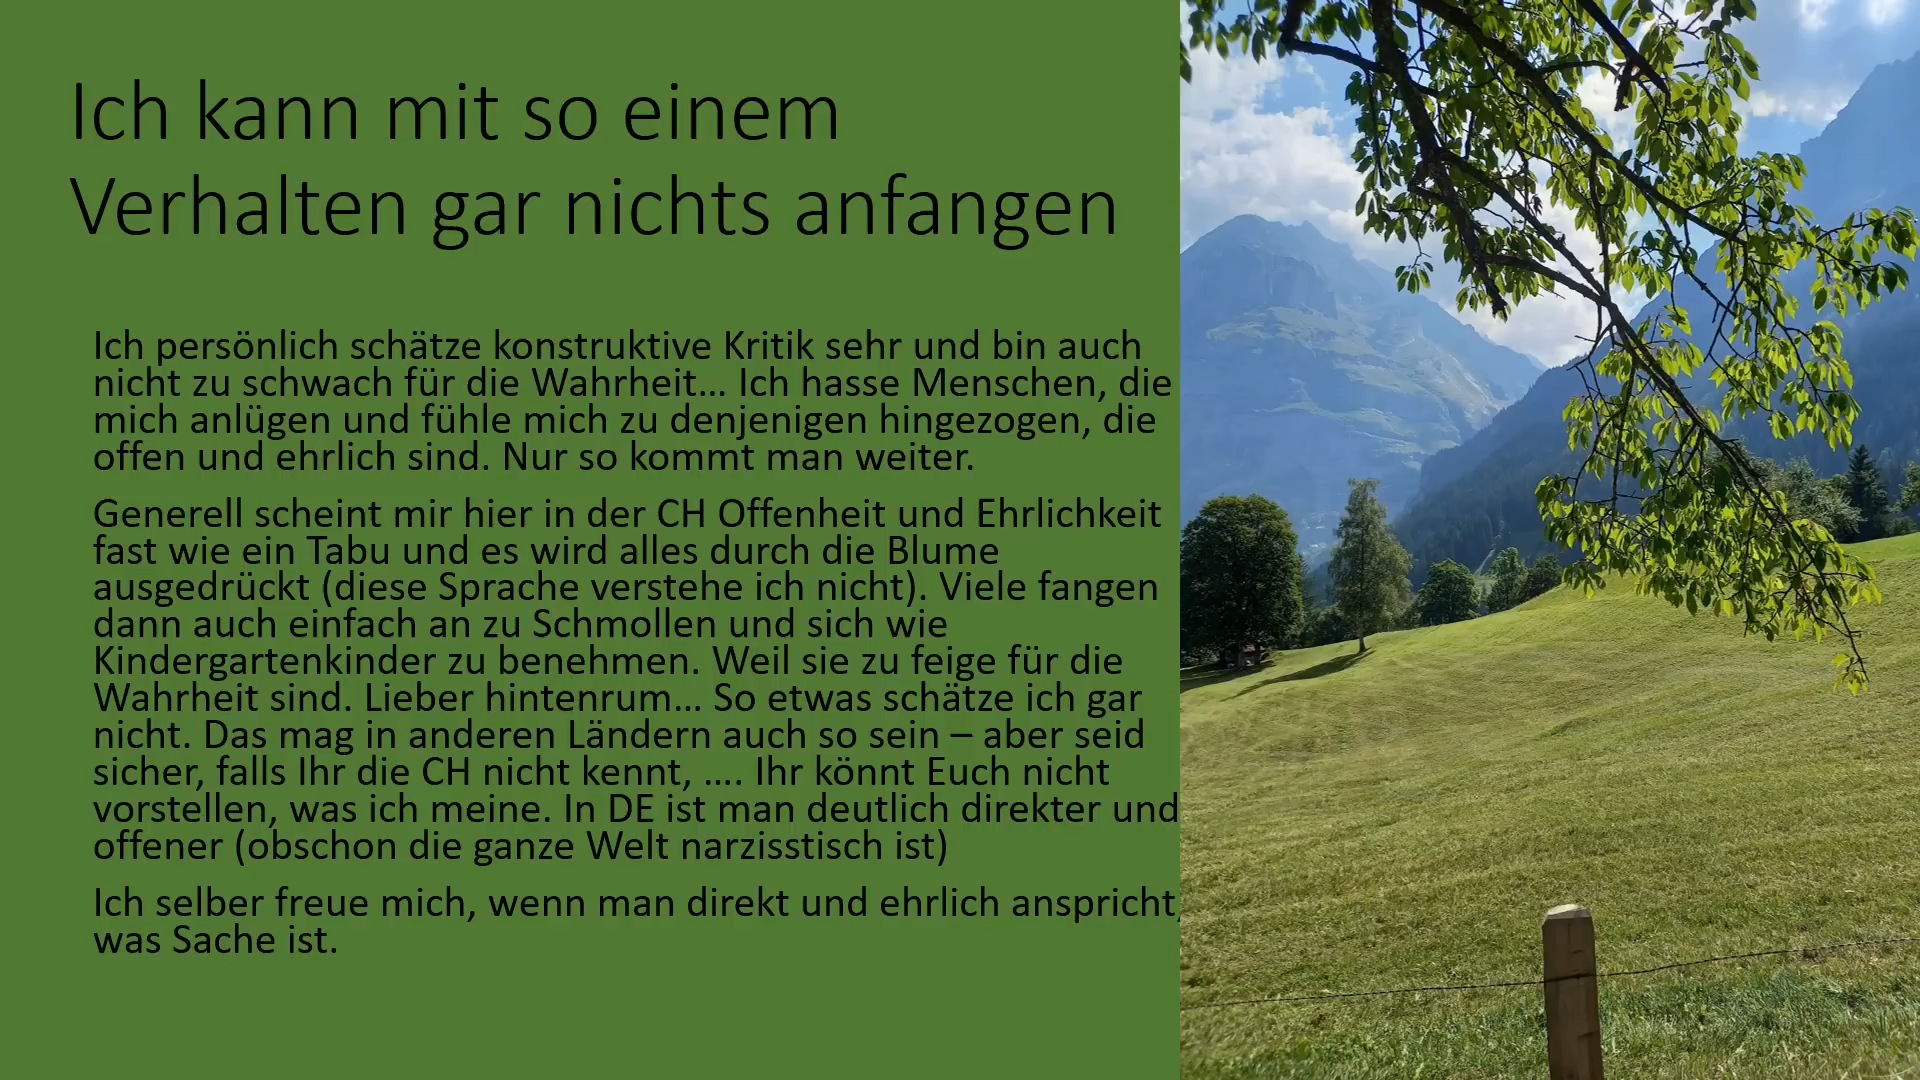 Ich kann mit so einem
Verhalten gar nichts anfangen
Ich persönlich schätze konstruktive Kritik sehr und bin auch
nicht zu schwach für die Wahrheit… Ich hasse Menschen, die
mich anlügen und fühle mich zu denjenigen hingezogen, die
offen und ehrlich sind. Nur so kommt man weiter.
Generell scheint mir hier in der CH Offenheit und Ehrlichkeit
fast wie ein Tabu und es wird alles durch die Blume
ausgedrückt (diese Sprache verstehe ich nicht). Viele fangen
dann auch einfach an zu Schmollen und sich wie
Kindergartenkinder zu benehmen. Weil sie zu feige für die
Wahrheit sind. Lieber hintenrum… So etwas schätze ich gar
nicht. Das mag in anderen Ländern auch so sein – aber seid
sicher, falls Ihr die CH nicht kennt, …. Ihr könnt Euch nicht
vorstellen, was ich meine. In DE ist man deutlich direkter und
offener (obschon die ganze Welt narzisstisch ist)
Ich selber freue mich, wenn man direkt und ehrlich anspricht,
was Sache ist.